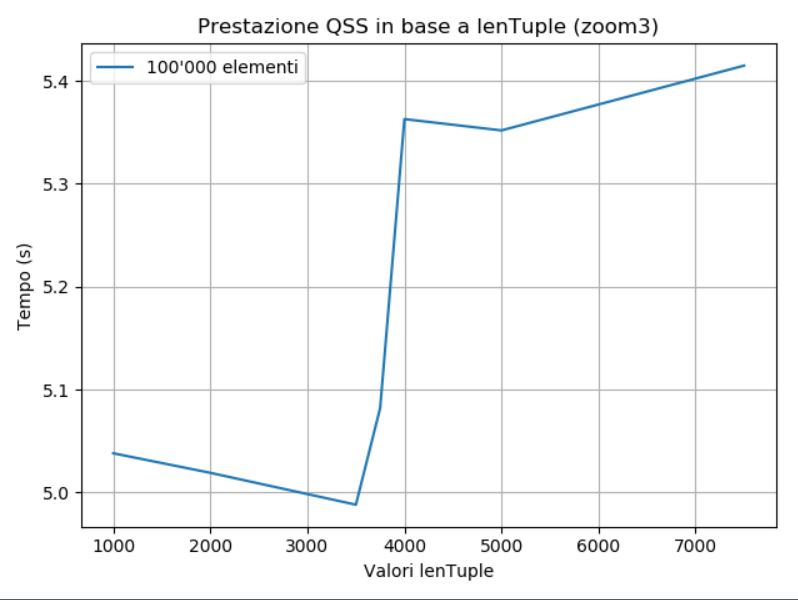 Prestazione QSS in base a lenTuple (zoom3)
100'000 elementi
5.4
5.3
5.2
5.1
5.0
Tempo (s)
1000 2000 3000 4000 5000 6000 7000
Valori lenTuple